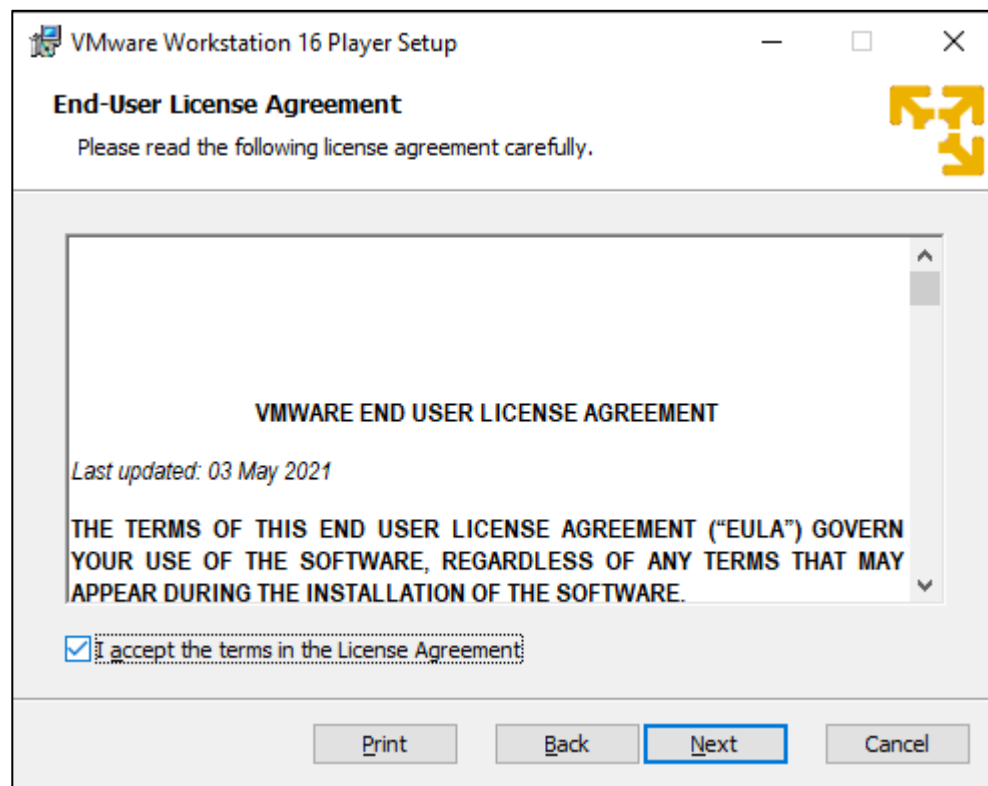 VMware Workstation 16 Player Setup
End-User License Agreement
Please read the following license agreement carefully.
VMWARE END USER LICENSE AGREEMENT
Last updated: 03 May 2021
THE TERMS OF THIS END USER LICENSE AGREEMENT (“EULA”) GOVERN
YOUR USE OF THE SOFTWARE, REGARDLESS OF ANY TERMS THAT MAY
APPEAR DURING THE INSTALLATION OF THE SOFTWARE.
I accept the terms in the License Agreement
Print Back Next Cancel